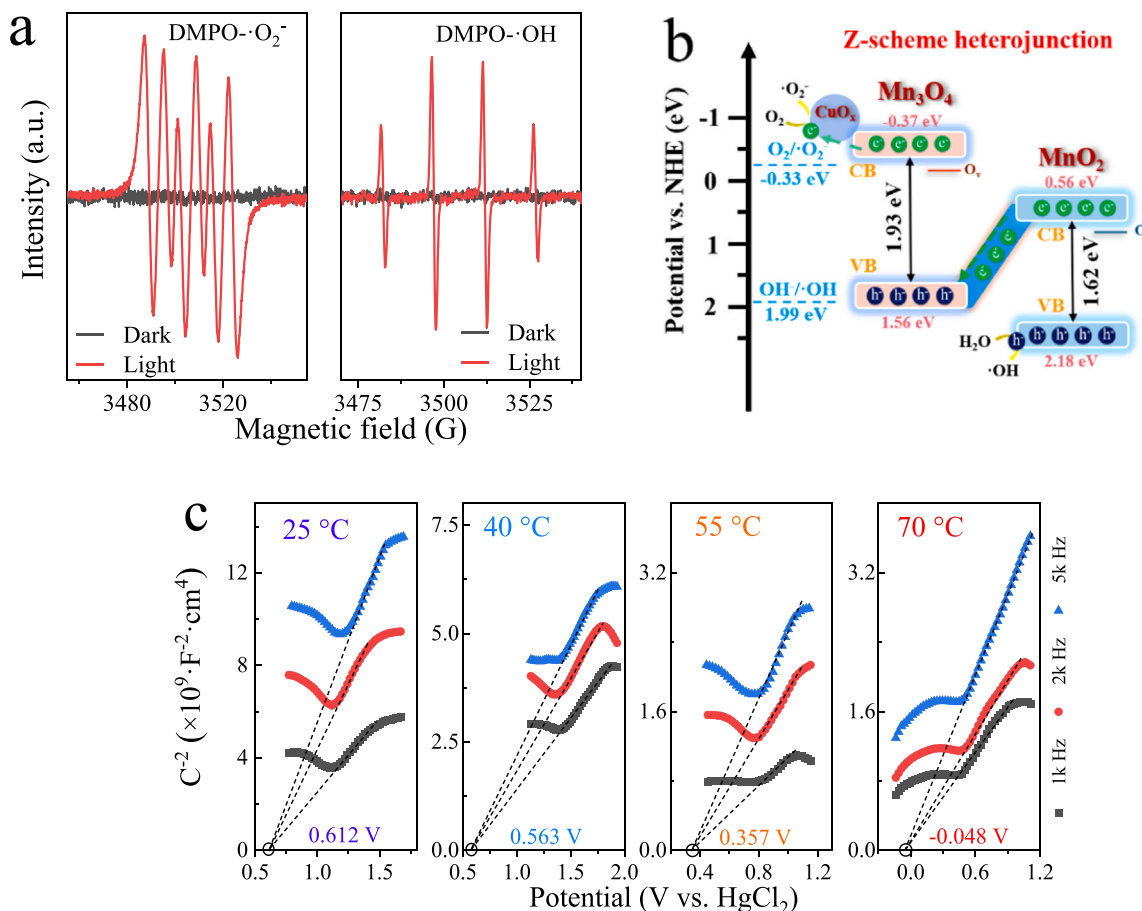 a
DMPO-·O₂⁻
DMPO-·OH
Intensity (a.u.)
Dark
Light
Dark
Light
3480
3520
3475
3500
3525
Magnetic field (G)
b
Z-scheme heterojunction
Potential vs. NHE (eV)
-1
0
1
2
·O₂⁻
O₂
CuOₓ
e⁻
Mn₃O₄
-0.37 eV
e⁻ e⁻ e⁻ e⁻
O₂/·O₂⁻
-0.33 eV
CB
Oᵥ
1.93 eV
MnO₂
0.56 eV
e⁻ e⁻ e⁻ e⁻
CB
O
e⁻ e⁻ e⁻
VB
h⁻ h⁻ h⁻ h⁻
1.56 eV
OH⁻/·OH
1.99 eV
1.62 eV
VB
H₂O
h⁻
h⁻ h⁻ h⁻ h⁻
·OH
2.18 eV
c
C⁻² (×10⁹·F⁻²·cm⁴)
25 °C
40 °C
55 °C
70 °C
12
8
4
0
7.5
5.0
2.5
0.0
3.2
1.6
0.0
3.2
1.6
0.0
0.612 V
0.563 V
0.357 V
-0.048 V
0.5 1.0 1.5
0.5 1.0 1.5 2.0
0.4 0.8 1.2
0.0 0.4 0.8 1.2
Potential (V vs. HgCl₂)
5k Hz
2k Hz
1k Hz